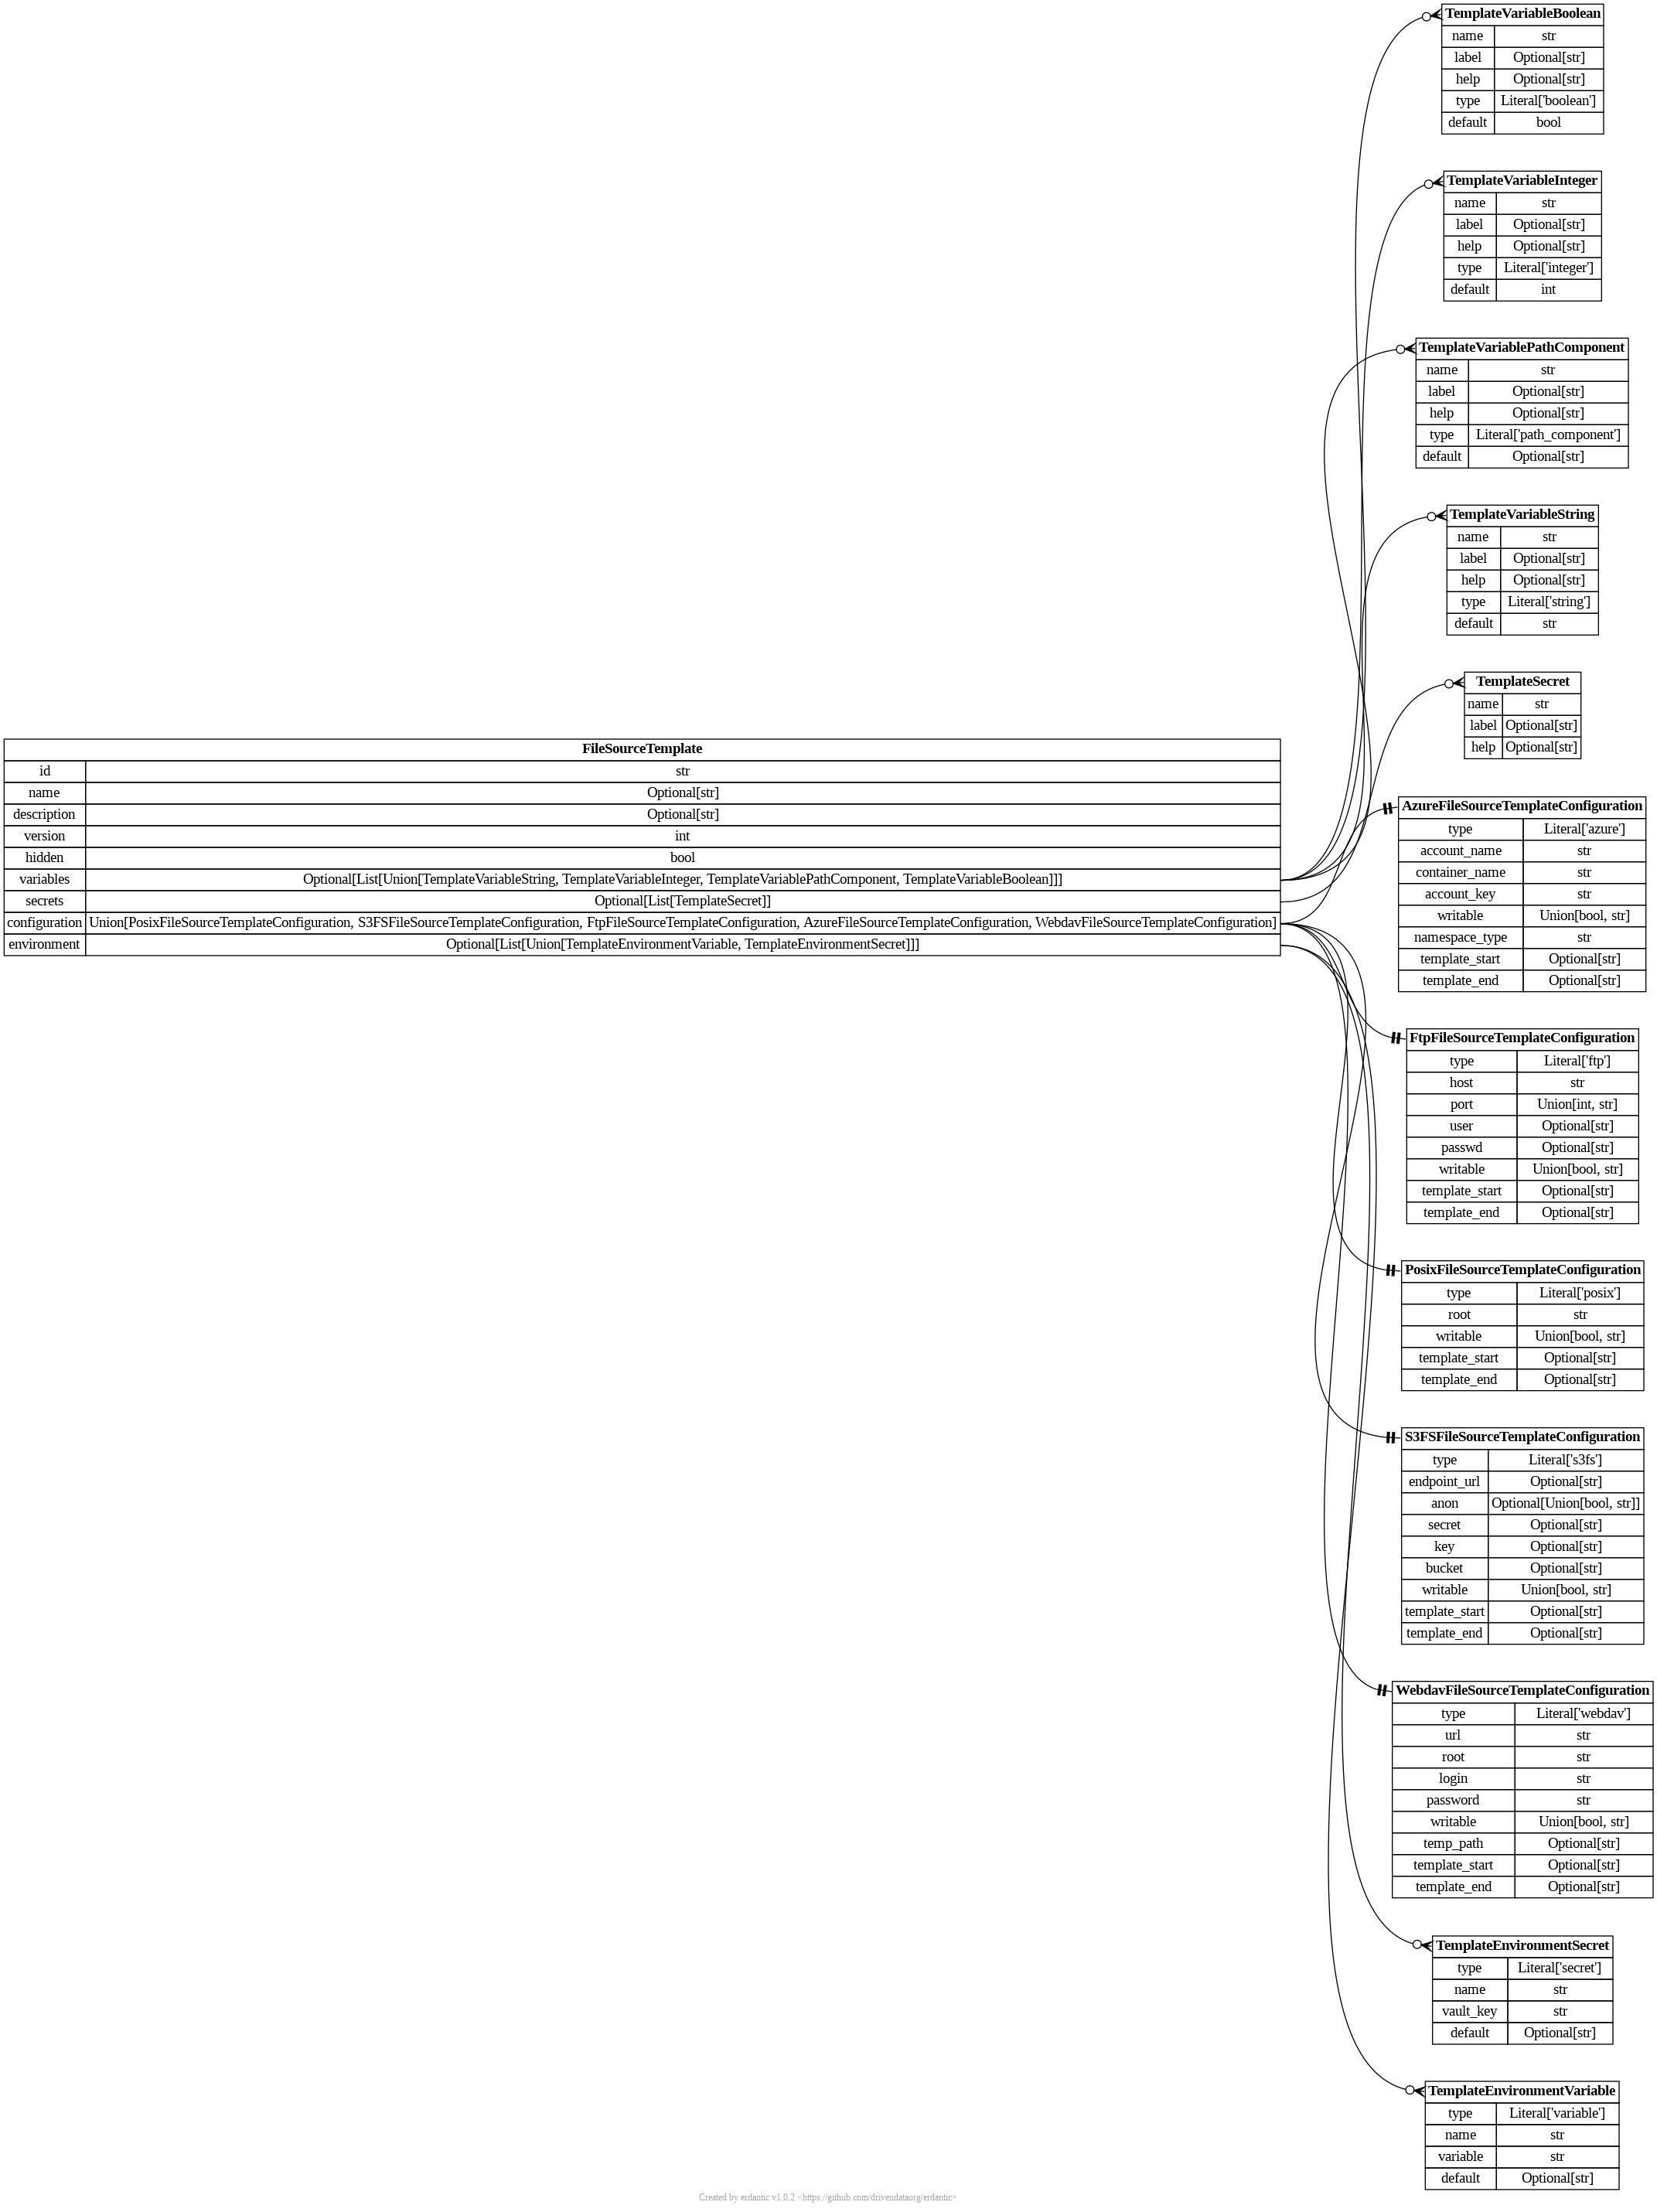 TemplateVariableBoolean
name str
label Optional[str]
help Optional[str]
type Literal['boolean']
default bool
TemplateVariableInteger
name str
label Optional[str]
help Optional[str]
type Literal['integer']
default int
TemplateVariablePathComponent
name str
label Optional[str]
help Optional[str]
type Literal['path_component']
default Optional[str]
TemplateVariableString
name str
label Optional[str]
help Optional[str]
type Literal['string']
default str
TemplateSecret
name str
label Optional[str]
help Optional[str]
FileSourceTemplate
id str
name Optional[str]
description Optional[str]
version int
hidden bool
variables Optional[List[Union[TemplateVariableString, TemplateVariableInteger, TemplateVariablePathComponent, TemplateVariableBoolean]]]
secrets Optional[List[TemplateSecret]]
configuration Union[PosixFileSourceTemplateConfiguration, S3FSFileSourceTemplateConfiguration, FtpFileSourceTemplateConfiguration, AzureFileSourceTemplateConfiguration, WebdavFileSourceTemplateConfiguration]
environment Optional[List[Union[TemplateEnvironmentVariable, TemplateEnvironmentSecret]]]
AzureFileSourceTemplateConfiguration
type Literal['azure']
account_name str
container_name str
account_key str
writable Union[bool, str]
namespace_type str
template_start Optional[str]
template_end Optional[str]
FtpFileSourceTemplateConfiguration
type Literal['ftp']
host str
port Union[int, str]
user Optional[str]
passwd Optional[str]
writable Union[bool, str]
template_start Optional[str]
template_end Optional[str]
PosixFileSourceTemplateConfiguration
type Literal['posix']
root str
writable Union[bool, str]
template_start Optional[str]
template_end Optional[str]
S3FSFileSourceTemplateConfiguration
type Literal['s3fs']
endpoint_url Optional[str]
anon Optional[Union[bool, str]]
secret Optional[str]
key Optional[str]
bucket Optional[str]
writable Union[bool, str]
template_start Optional[str]
template_end Optional[str]
WebdavFileSourceTemplateConfiguration
type Literal['webdav']
url str
root str
login str
password str
writable Union[bool, str]
temp_path Optional[str]
template_start Optional[str]
template_end Optional[str]
TemplateEnvironmentSecret
type Literal['secret']
name str
vault_key str
default Optional[str]
TemplateEnvironmentVariable
type Literal['variable']
name str
variable str
default Optional[str]
Created by erdantic v1.0.2 <https://github.com/drivendataorg/erdantic>